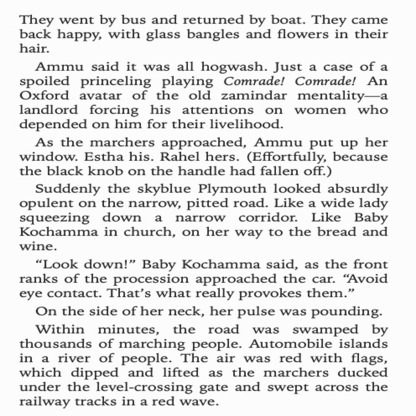 They went by bus and returned by boat. They came
back happy, with glass bangles and flowers in their
hair.
Ammu said it was all hogwash. Just a case of a
spoiled princeling playing Comrade! Comrade! An
Oxford avatar of the old zamindar mentality—a
landlord forcing his attentions on women who
depended on him for their livelihood.
As the marchers approached, Ammu put up her
window. Estha his. Rahel hers. (Effortfully, because
the black knob on the handle had fallen off.)
Suddenly the skyblue Plymouth looked absurdly
opulent on the narrow, pitted road. Like a wide lady
squeezing down a narrow corridor. Like Baby
Kochamma in church, on her way to the bread and
wine.
“Look down!” Baby Kochamma said, as the front
ranks of the procession approached the car. “Avoid
eye contact. That’s what really provokes them.”
On the side of her neck, her pulse was pounding.
Within minutes, the road was swamped by
thousands of marching people. Automobile islands
in a river of people. The air was red with flags,
which dipped and lifted as the marchers ducked
under the level-crossing gate and swept across the
railway tracks in a red wave.